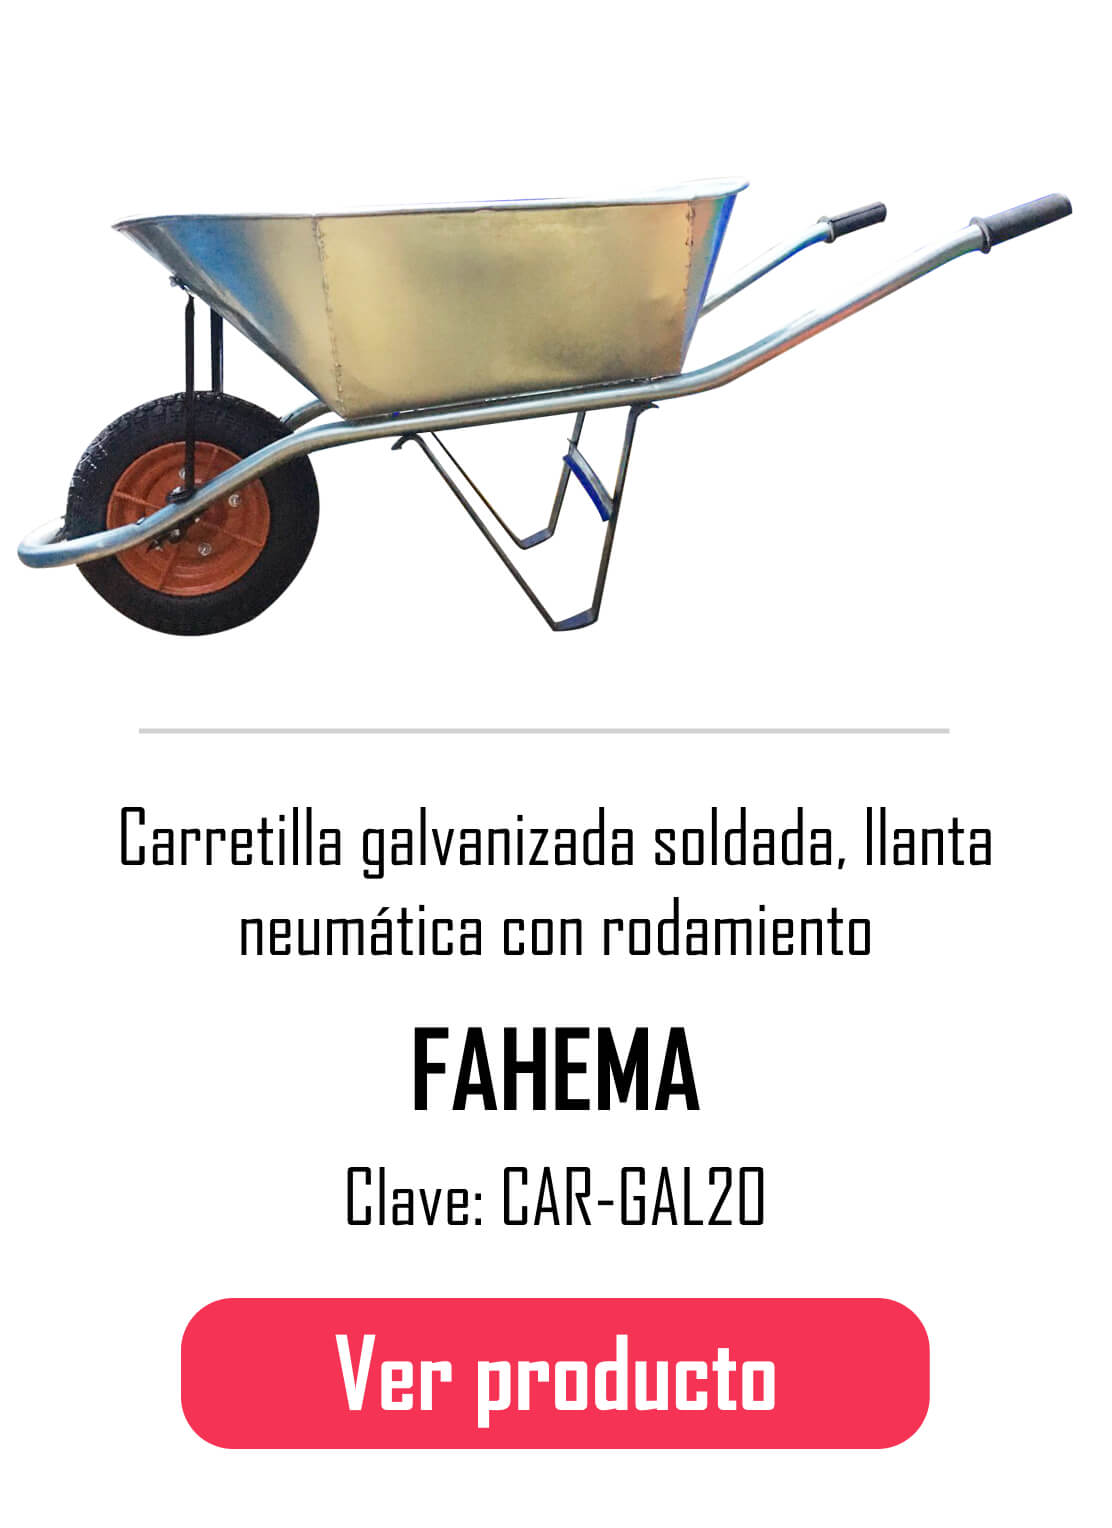 Carretilla galvanizada soldada, llanta
neumática con rodamiento
FAHEMA
Clave: CAR-GAL20
Ver producto